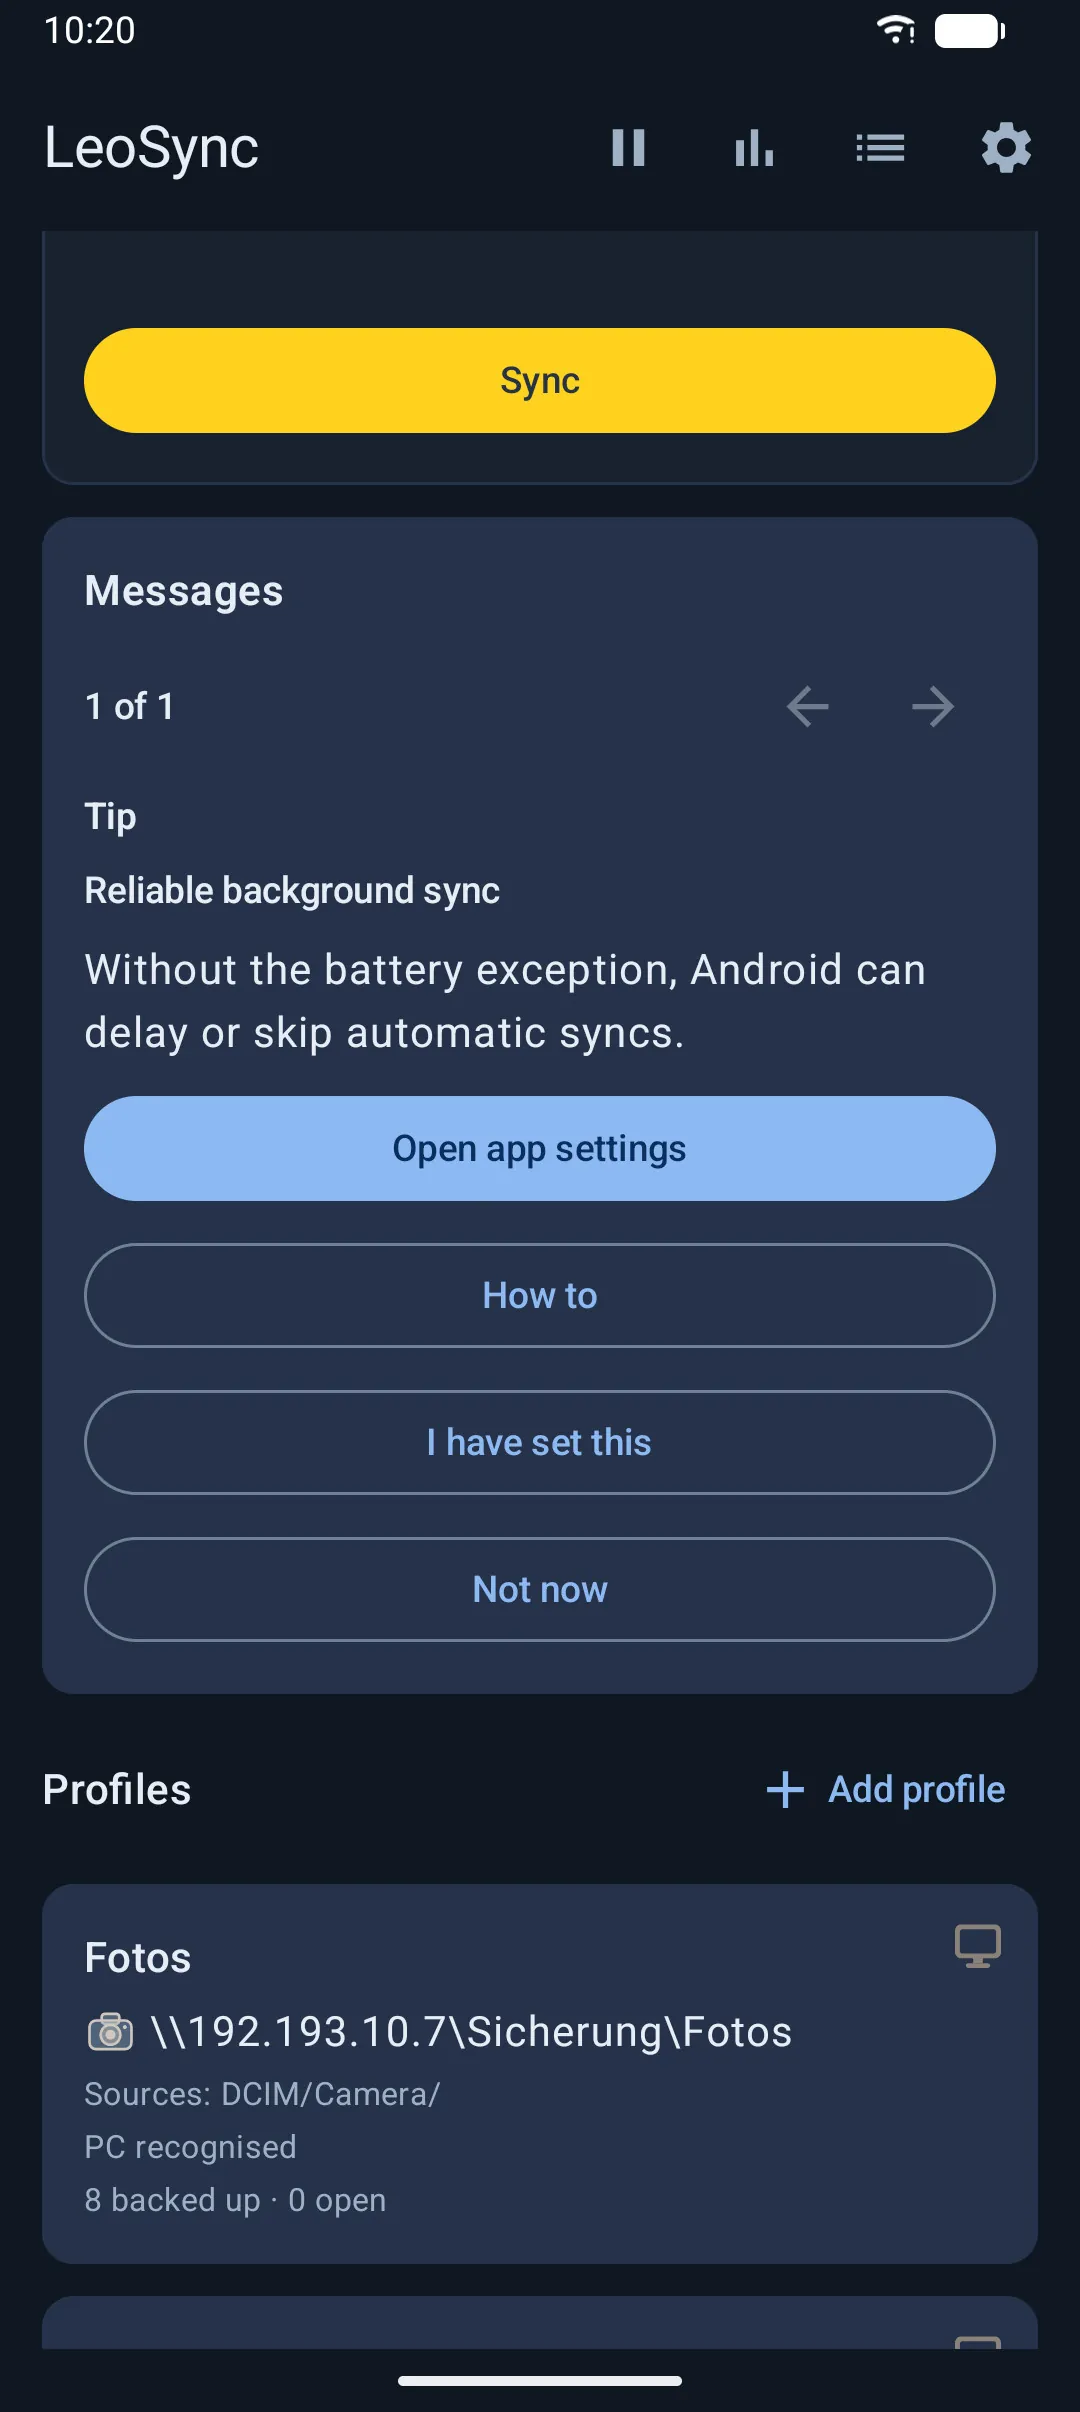 10:20
LeoSync
Sync
Messages
1 of 1
Tip
Reliable background sync
Without the battery exception, Android can
delay or skip automatic syncs.
Open app settings
How to
I have set this
Not now
Profiles
Add profile
Fotos
\\192.193.10.7\Sicherung\Fotos
Sources: DCIM/Camera/
PC recognised
8 backed up · 0 open